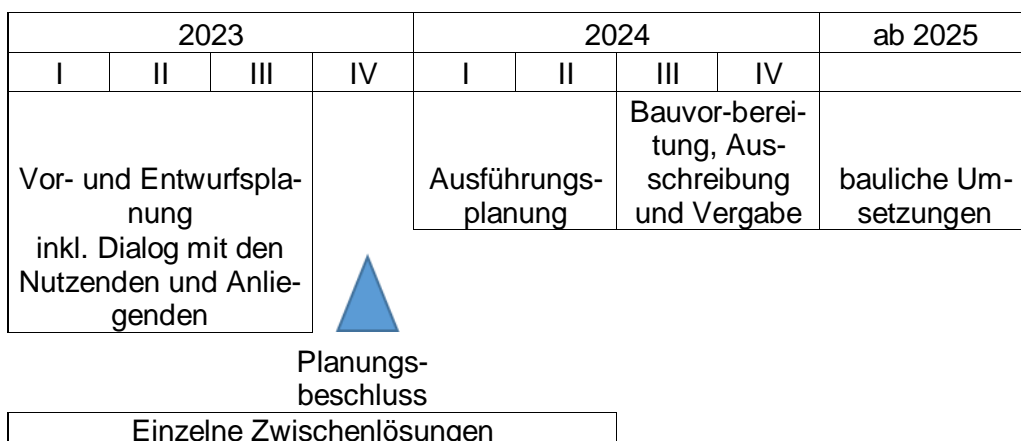 2023 2024 ab 2025
I II III IV I II III IV
Vor- und Entwurfspla-
nung
inkl. Dialog mit den
Nutzenden und Anlie-
genden
Ausführungs-
planung
Bauvor-berei-
tung, Aus-
schreibung
und Vergabe
bauliche Um-
setzungen
Planungs-
beschluss
Einzelne Zwischenlösungen